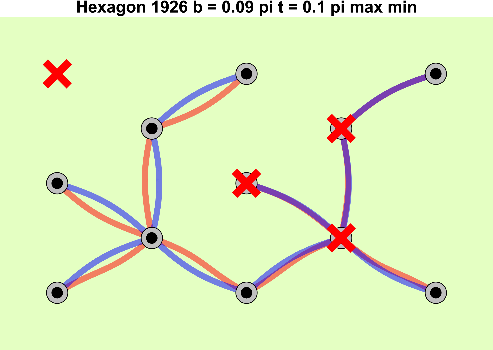 Hexagon 1926 b = 0.09 pi t = 0.1 pi max min